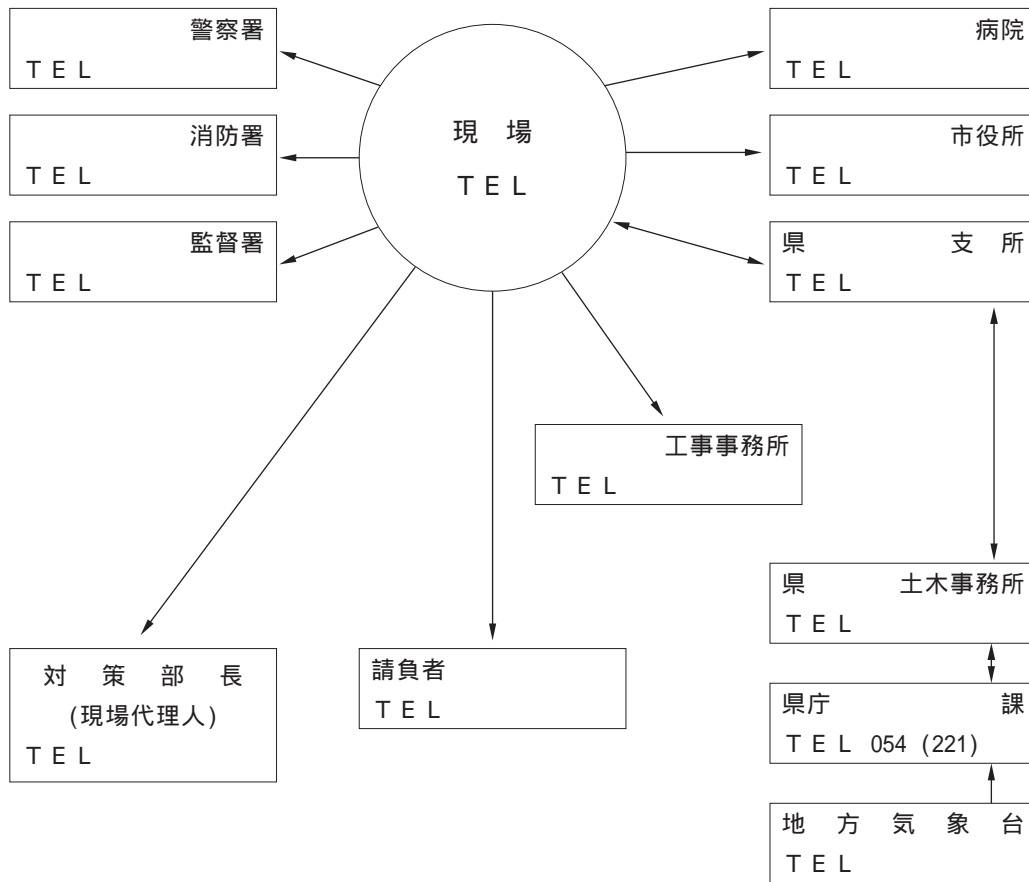 警察署
ＴＥＬ
消防署
ＴＥＬ
監督署
ＴＥＬ
現　場
ＴＥＬ
病院
ＴＥＬ
市役所
ＴＥＬ
県　支　所
ＴＥＬ
工事事務所
ＴＥＬ
県　土木事務所
ＴＥＬ
対　策　部　長
(現場代理人)
ＴＥＬ
請負者
ＴＥＬ
県庁　課
ＴＥＬ 054 (221)
地　方　気　象　台
ＴＥＬ